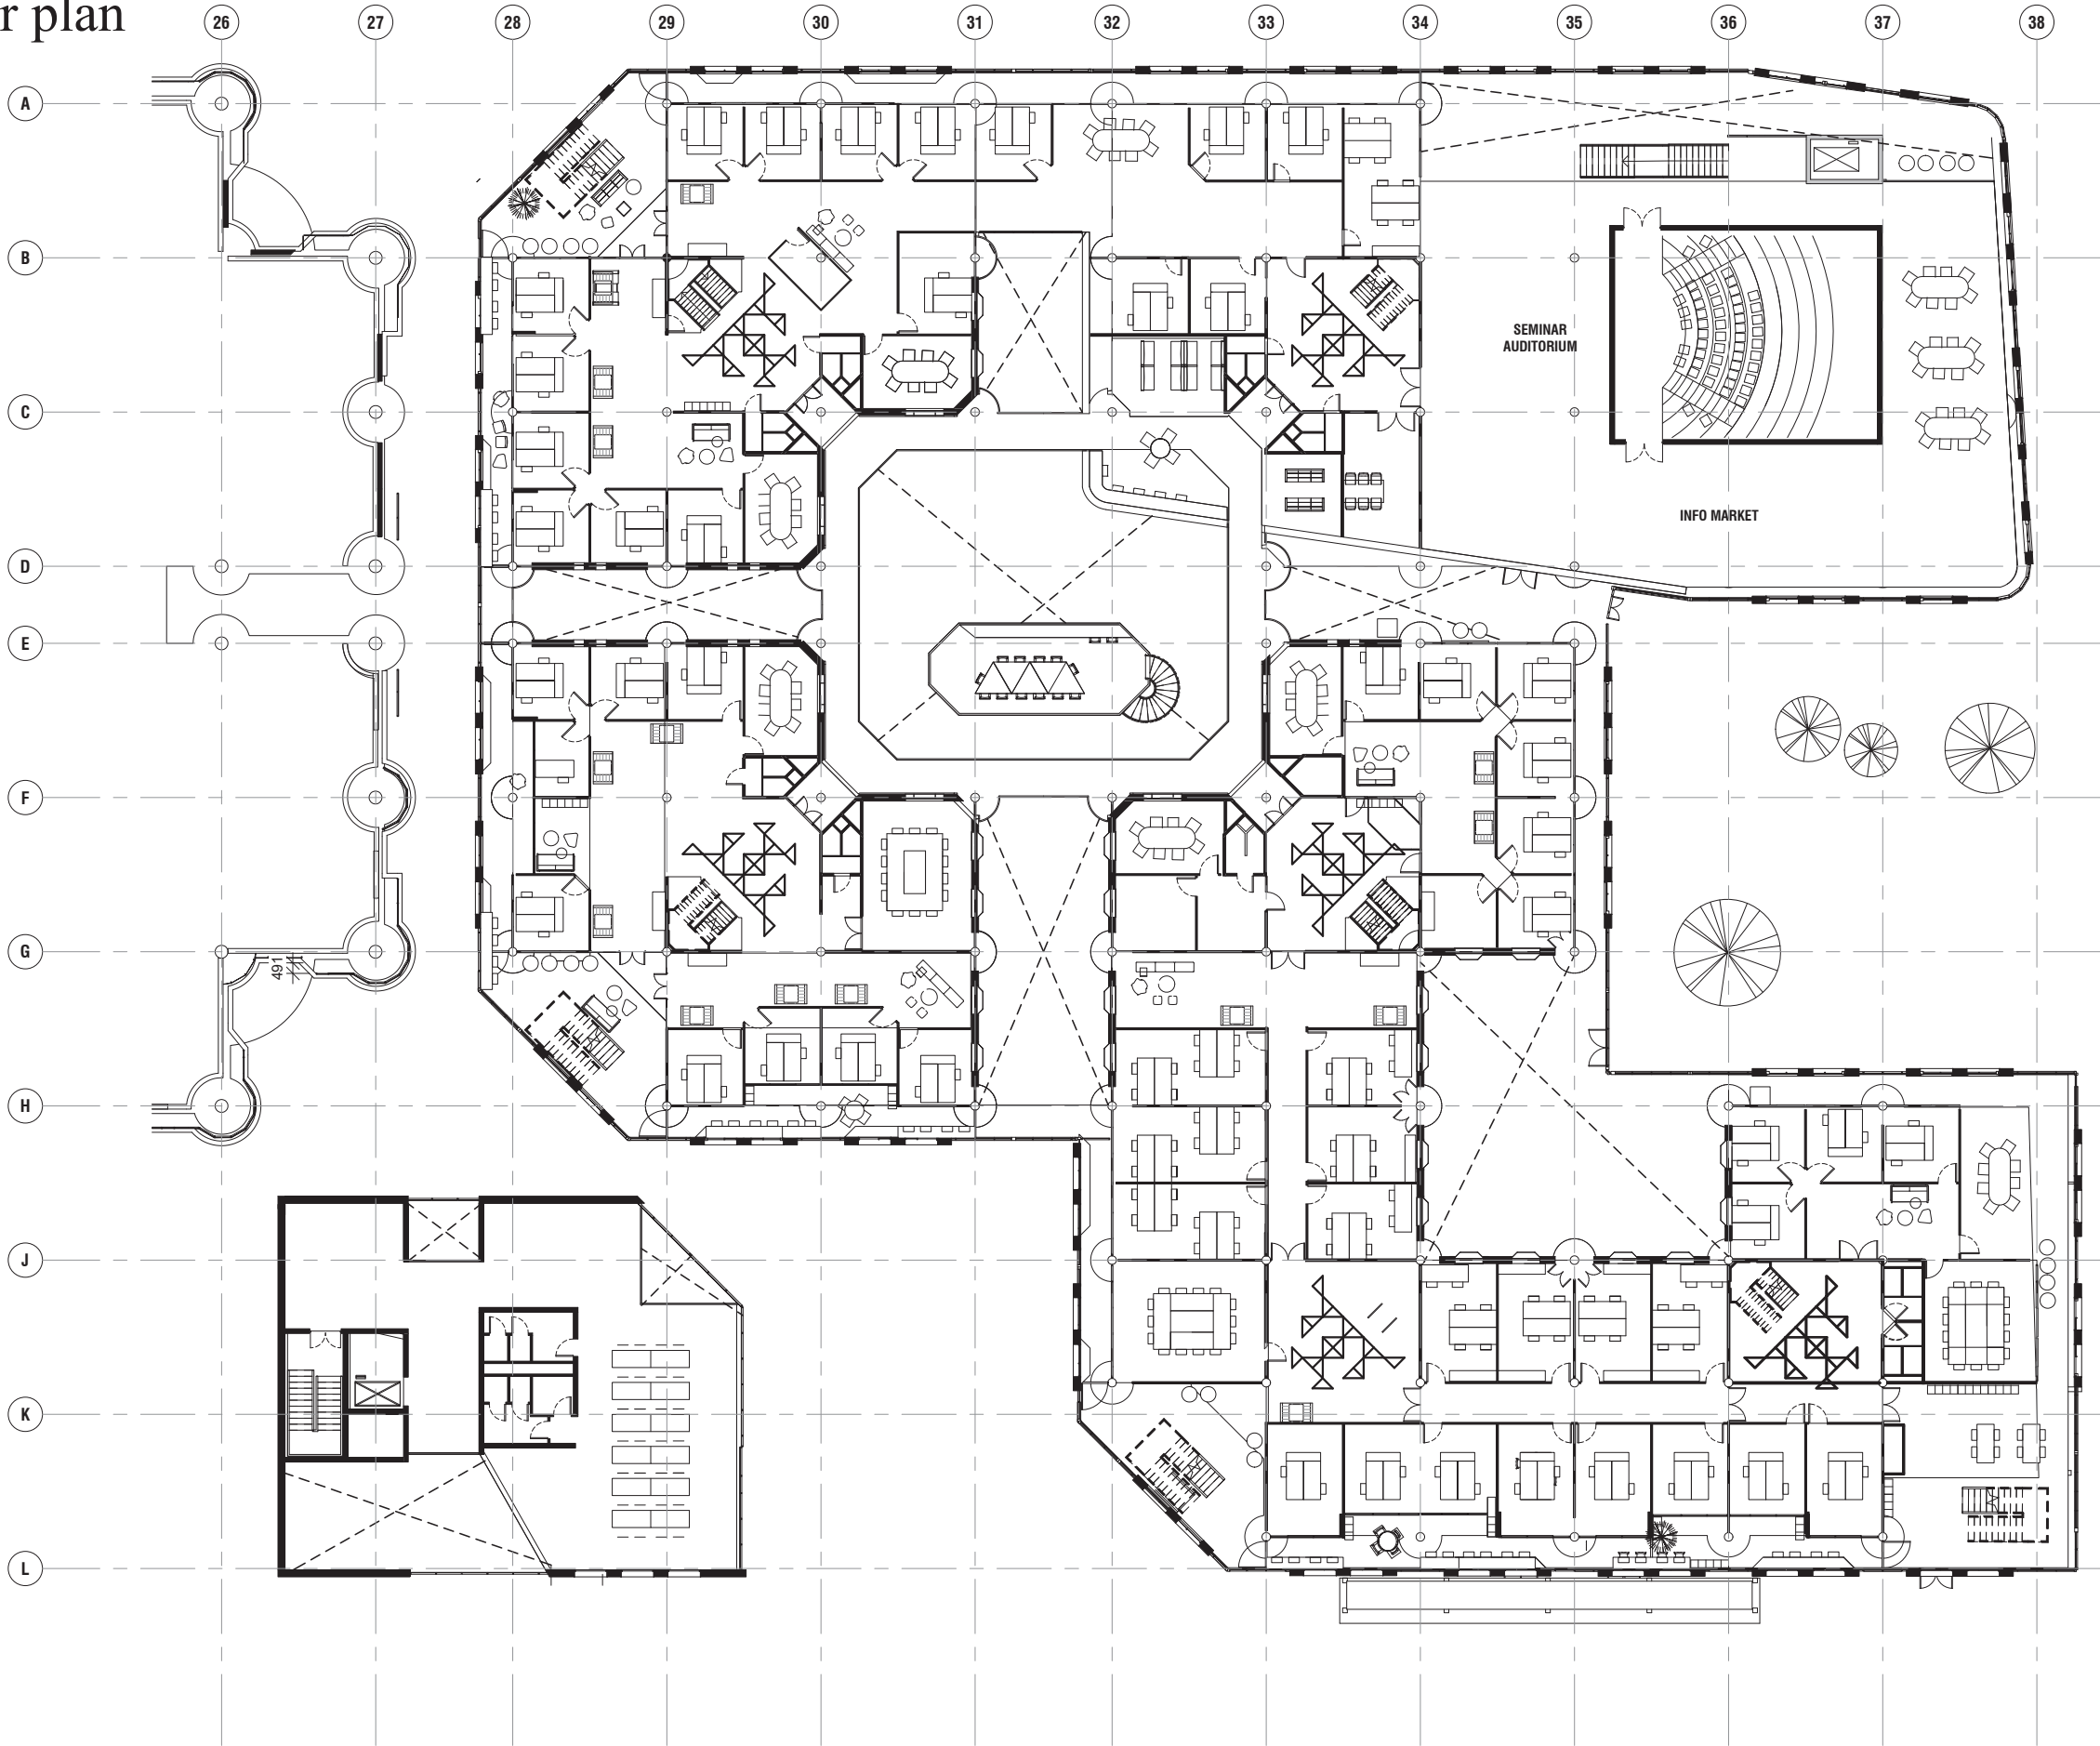 r plan
26 27 28 29 30 31 32 33 34 35 36 37 38
A
B
SEMINAR
AUDITORIUM
C
INFO MARKET
D
E
F
G
491
H
J
K
L